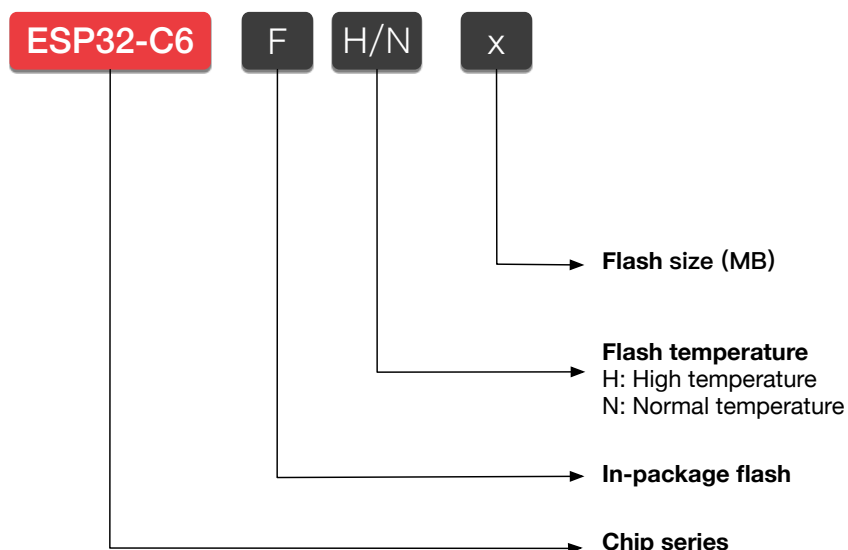 ESP32-C6 F H/N x
Flash size (MB)
Flash temperature
H: High temperature
N: Normal temperature
In-package flash
Chip series